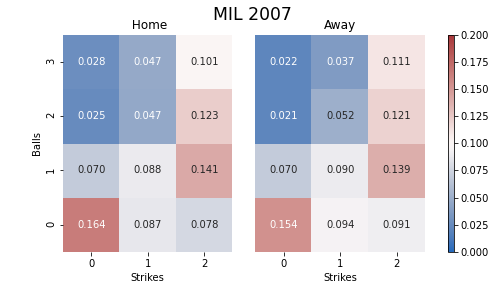 MIL 2007
Home
Away
3
0.028 0.047 0.101
0.022 0.037 0.111
2
0.025 0.047 0.123
0.021 0.052 0.121
Balls
1
0.070 0.088 0.141
0.070 0.090 0.139
0
0.164 0.087 0.078
0.154 0.094 0.091
0 1 2
0 1 2
Strikes
Strikes
0.200
0.175
0.150
0.125
0.100
0.075
0.050
0.025
0.000